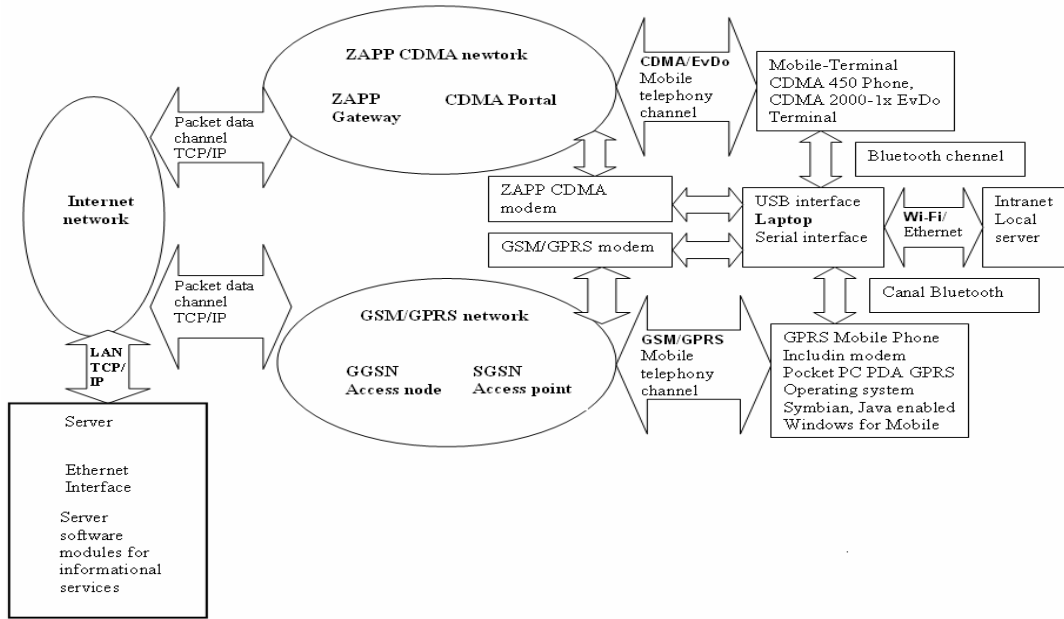 ZAPP CDMA newtork
ZAPP
Gateway
CDMA Portal
CDMA/EvDo
Mobile
telephony
channel
Mobile-Terminal
CDMA 450 Phone,
CDMA 2000-1x EvDo
Terminal
Packet data
channel
TCP/IP
Bluetooth chennel
Internet
network
ZAPP CDMA
modem
USB interface
Laptop
Serial interface
Wi-Fi/
Ethernet
Intranet
Local
server
GSM/GPRS modem
Packet data
channel
TCP/IP
Canal Bluetooth
GSM/GPRS network
GGSN
Access node
SGSN
Access point
GSM/GPRS
Mobile
telephony
channel
GPRS Mobile Phone
Includin modem
Pocket PC PDA GPRS
Operating system
Symbian, Java enabled
Windows for Mobile
LAN
TCP/
IP
Server
Ethernet
Interface
Server
software
modules for
informational
services